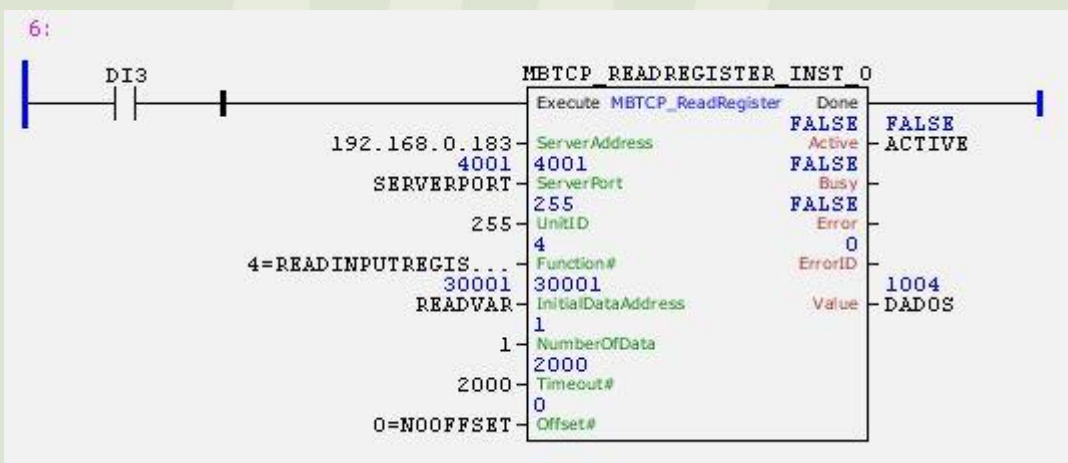 6:
DI3 MBTCP_READREGISTER_INST_0
Execute MBTCP_ReadRegister Done
FALSE FALSE
192.168.0.183 ServerAddress Active ACTIVE
4001 4001 FALSE
SERVERPORT ServerPort Busy
255 FALSE
255 UnitID Error
4 0
4=READINPUTREGIS... Function# ErrorID
30001 30001 1004
READVAR InitialDataAddress Value DADOS
1
1 NumberOfData
2000
2000 Timeout#
0
0=NOOFFSET Offset#